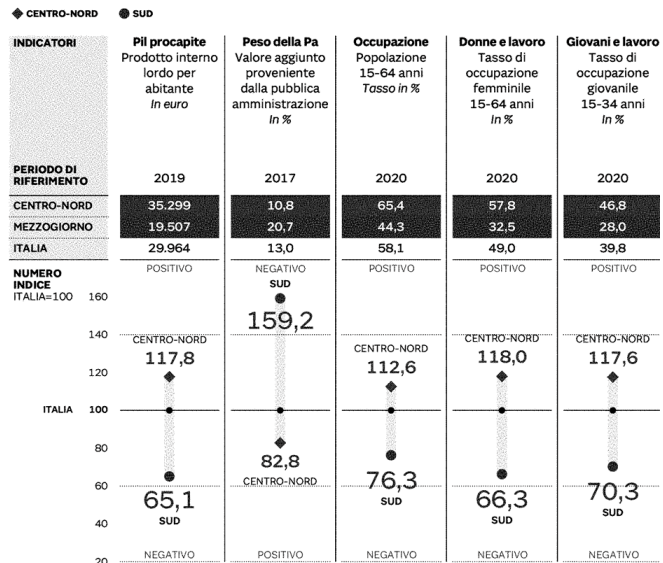 CENTRO-NORD SUD
INDICATORI
Pil procapite
Prodotto interno
lordo per
abitante
In euro
Peso della Pa
Valore aggiunto
proveniente
dalla pubblica
amministrazione
In %
Occupazione
Popolazione
15-64 anni
Tasso in %
Donne e lavoro
Tasso di
occupazione
femminile
15-64 anni
In %
Giovani e lavoro
Tasso di
occupazione
giovanile
15-34 anni
In %
PERIODO DI
RIFERIMENTO
2019 2017 2020 2020 2020
CENTRO-NORD 35.299 10,8 65,4 57,8 46,8
MEZZOGIORNO 19.507 20,7 44,3 32,5 28,0
ITALIA 29.964 13,0 58,1 49,0 39,8
NUMERO
INDICE
ITALIA=100
POSITIVO NEGATIVO POSITIVO POSITIVO POSITIVO
160
140
120
ITALIA 100
80
60
40
20
CENTRO-NORD
117,8
65,1
SUD
NEGATIVO
SUD
159,2
82,8
CENTRO-NORD
POSITIVO
CENTRO-NORD
112,6
76,3
SUD
NEGATIVO
CENTRO-NORD
118,0
66,3
SUD
NEGATIVO
CENTRO-NORD
117,6
70,3
SUD
NEGATIVO